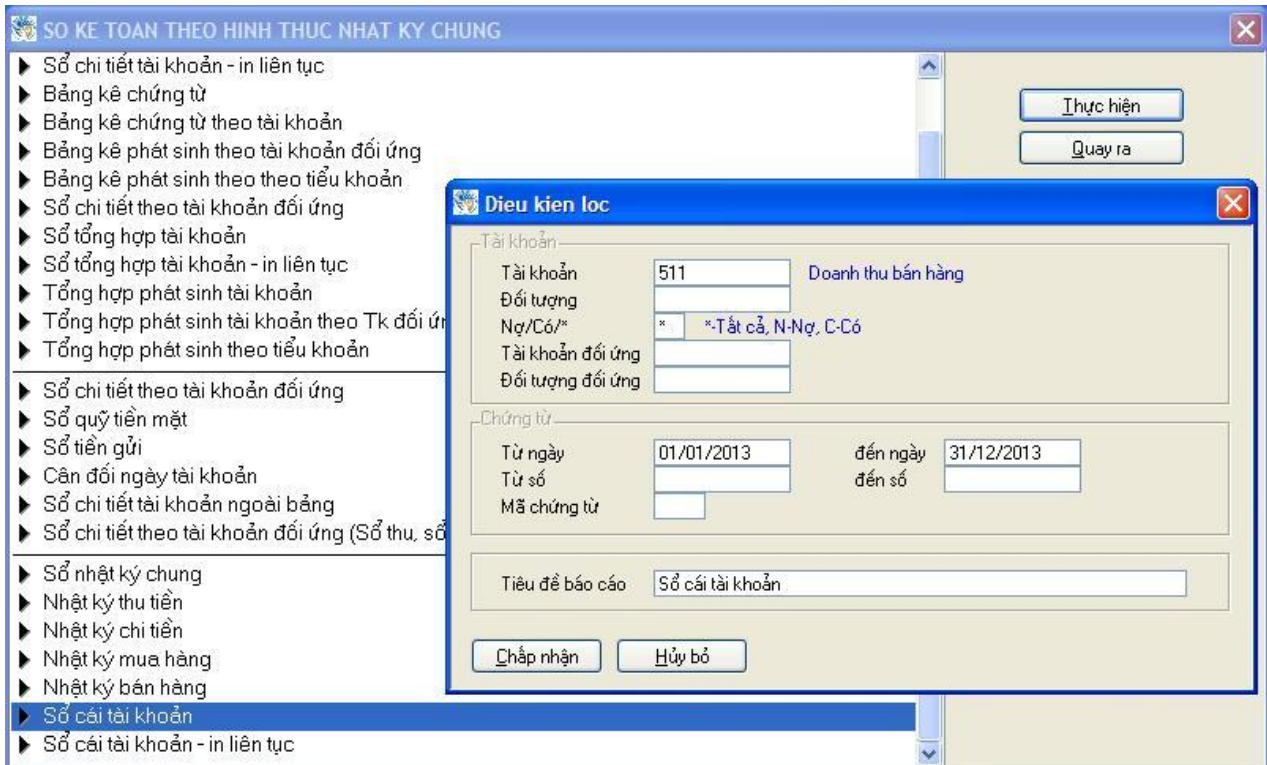 SO KE TOAN THEO HINH THUC NHAT KY CHUNG
Sổ chi tiết tài khoản - in liên tục
Bảng kê chứng từ
Bảng kê chứng từ theo tài khoản
Bảng kê phát sinh theo tài khoản đối ứng
Bảng kê phát sinh theo theo tiểu khoản
Sổ chi tiết theo tài khoản đối ứng
Sổ tổng hợp tài khoản
Sổ tổng hợp tài khoản - in liên tục
Tổng hợp phát sinh tài khoản
Tổng hợp phát sinh tài khoản theo Tk đối ứn
Tổng hợp phát sinh theo tiểu khoản
Sổ chi tiết theo tài khoản đối ứng
Sổ quỹ tiền mặt
Sổ tiền gửi
Cân đối ngày tài khoản
Sổ chi tiết tài khoản ngoài bảng
Sổ chi tiết theo tài khoản đối ứng (Sổ thu, sổ
Sổ nhật ký chung
Nhật ký thu tiền
Nhật ký chi tiền
Nhật ký mua hàng
Nhật ký bán hàng
Sổ cái tài khoản
Sổ cái tài khoản - in liên tục
Thực hiện
Quay ra
Dieu kien loc
Tài khoản
Tài khoản 511 Doanh thu bán hàng
Đối tượng
Nợ/Có/* * *-Tất cả, N-Nợ, C-Có
Tài khoản đối ứng
Đối tượng đối ứng
Chứng từ
Từ ngày 01/01/2013 đến ngày 31/12/2013
Từ số đến số
Mã chứng từ
Tiêu đề báo cáo Sổ cái tài khoản
Chấp nhận Hủy bỏ